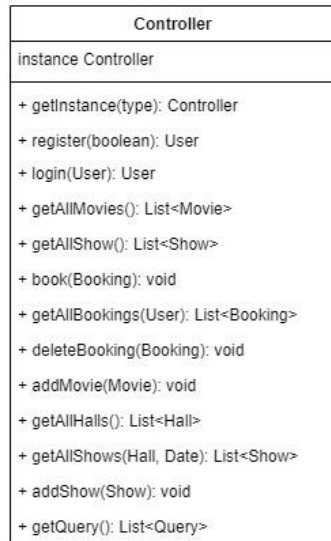 Controller
instance Controller
+ getInstance(type): Controller
+ register(boolean): User
+ login(User): User
+ getAllMovies(): List<Movie>
+ getAllShow(): List<Show>
+ book(Booking): void
+ getAllBookings(User): List<Booking>
+ deleteBooking(Booking): void
+ addMovie(Movie): void
+ getAllHalls(): List<Hall>
+ getAllShows(Hall, Date): List<Show>
+ addShow(Show): void
+ getQuery(): List<Query>